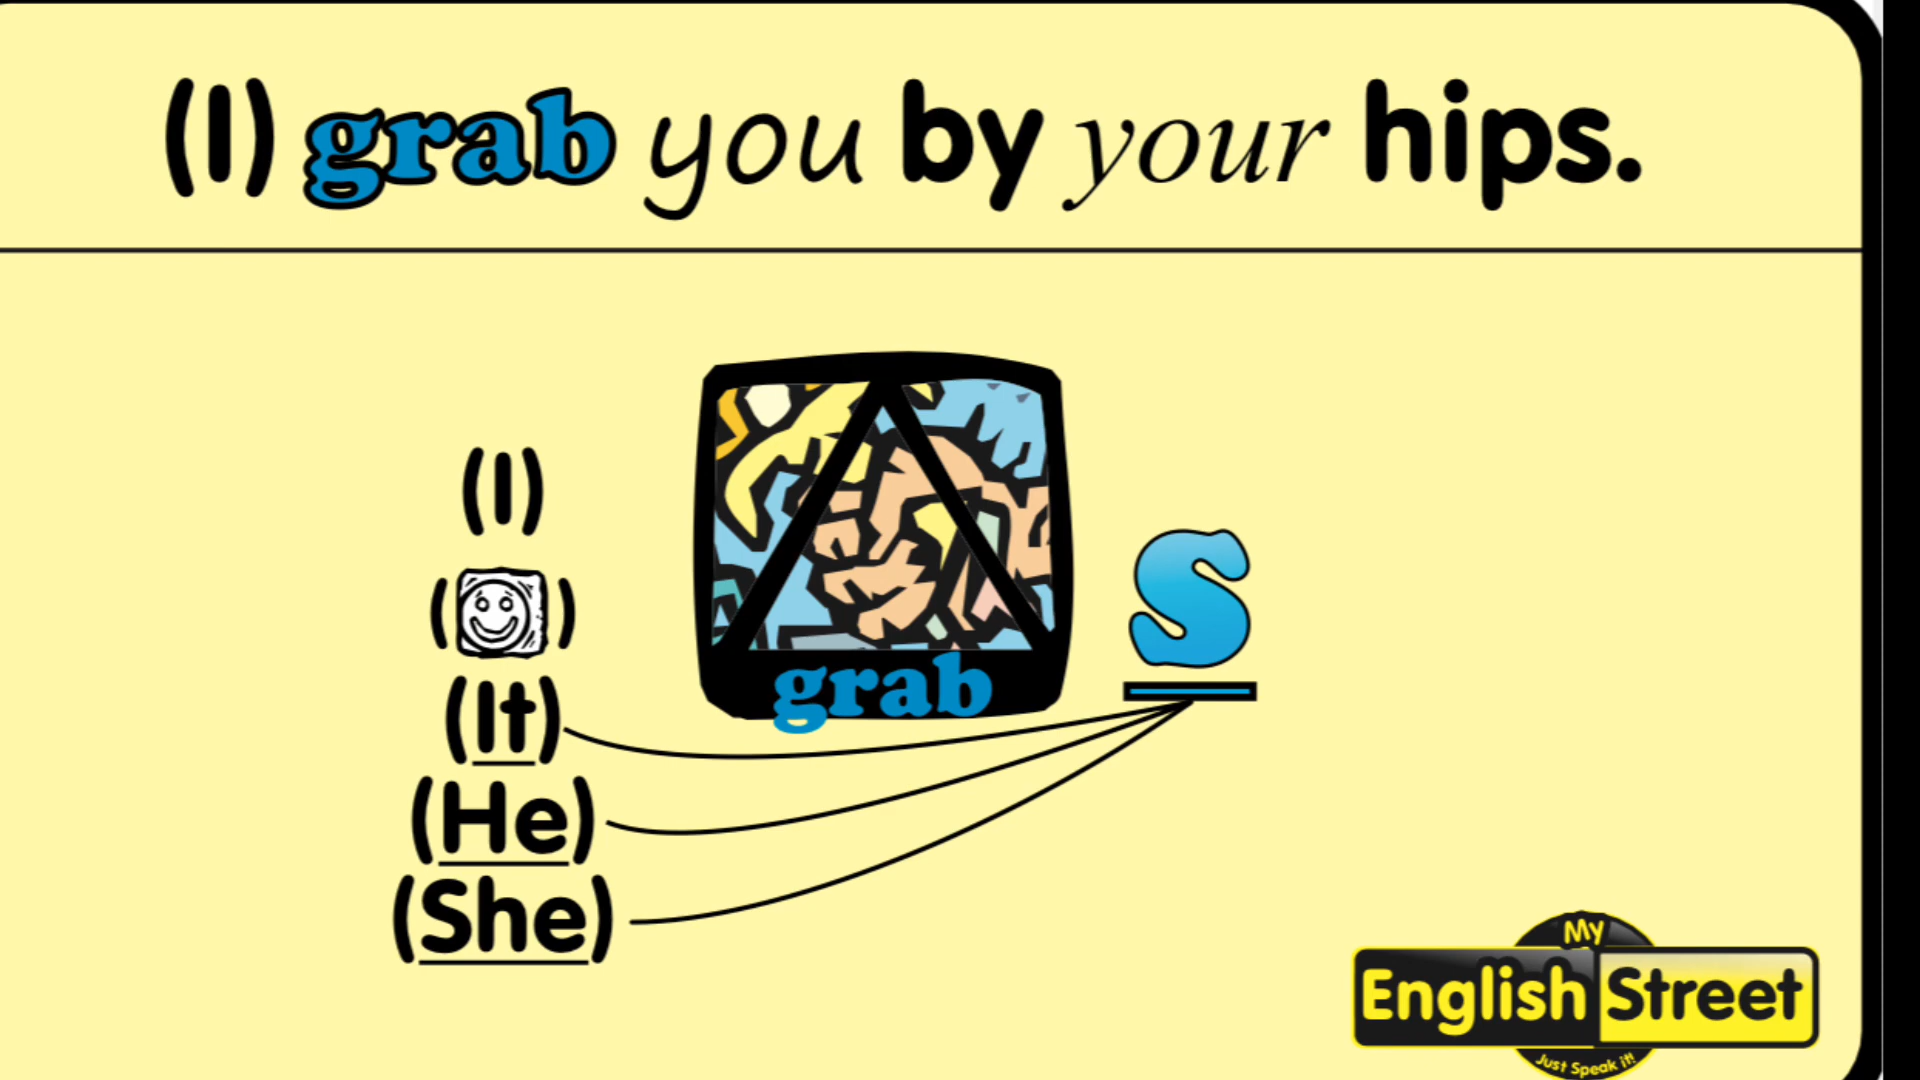 (I) grab you by your hips.
(I)
( )
(It)
(He)
(She)
grab
s
My
English Street
Just Speak it!